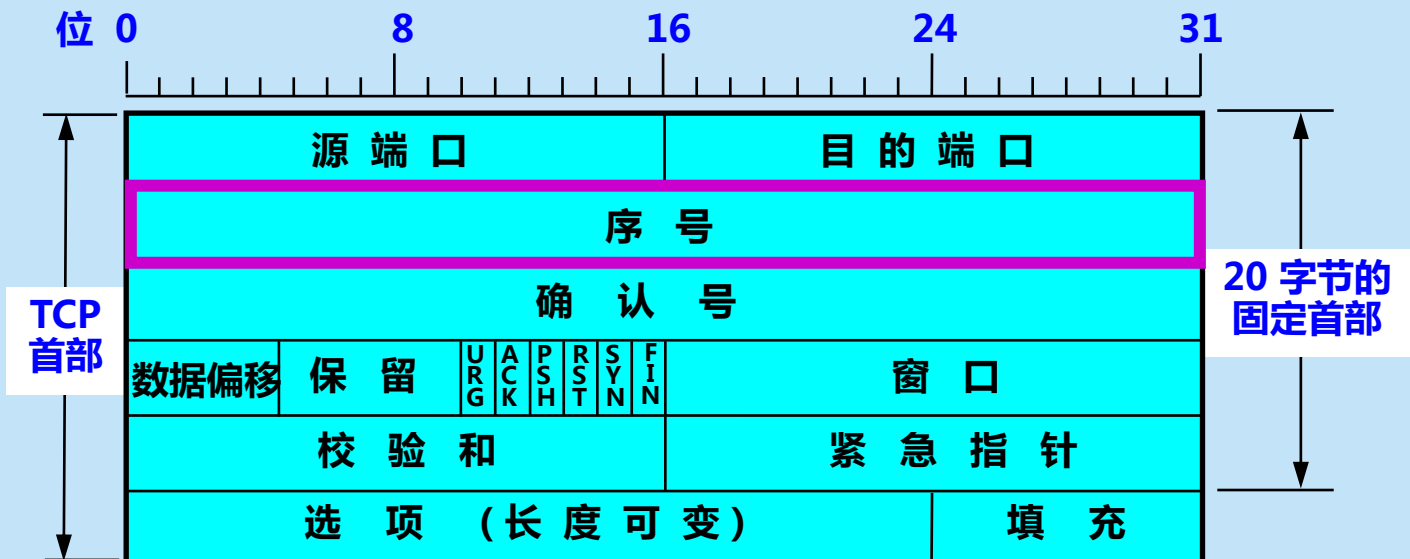 位 0 8 16 24 31
源端口 目的端口
序号
确认号
TCP
首部
20 字节的
固定首部
数据偏移 保留 URG ACK PSH RST SYN FIN 窗口
校验和 紧急指针
选项 (长度可变) 填充